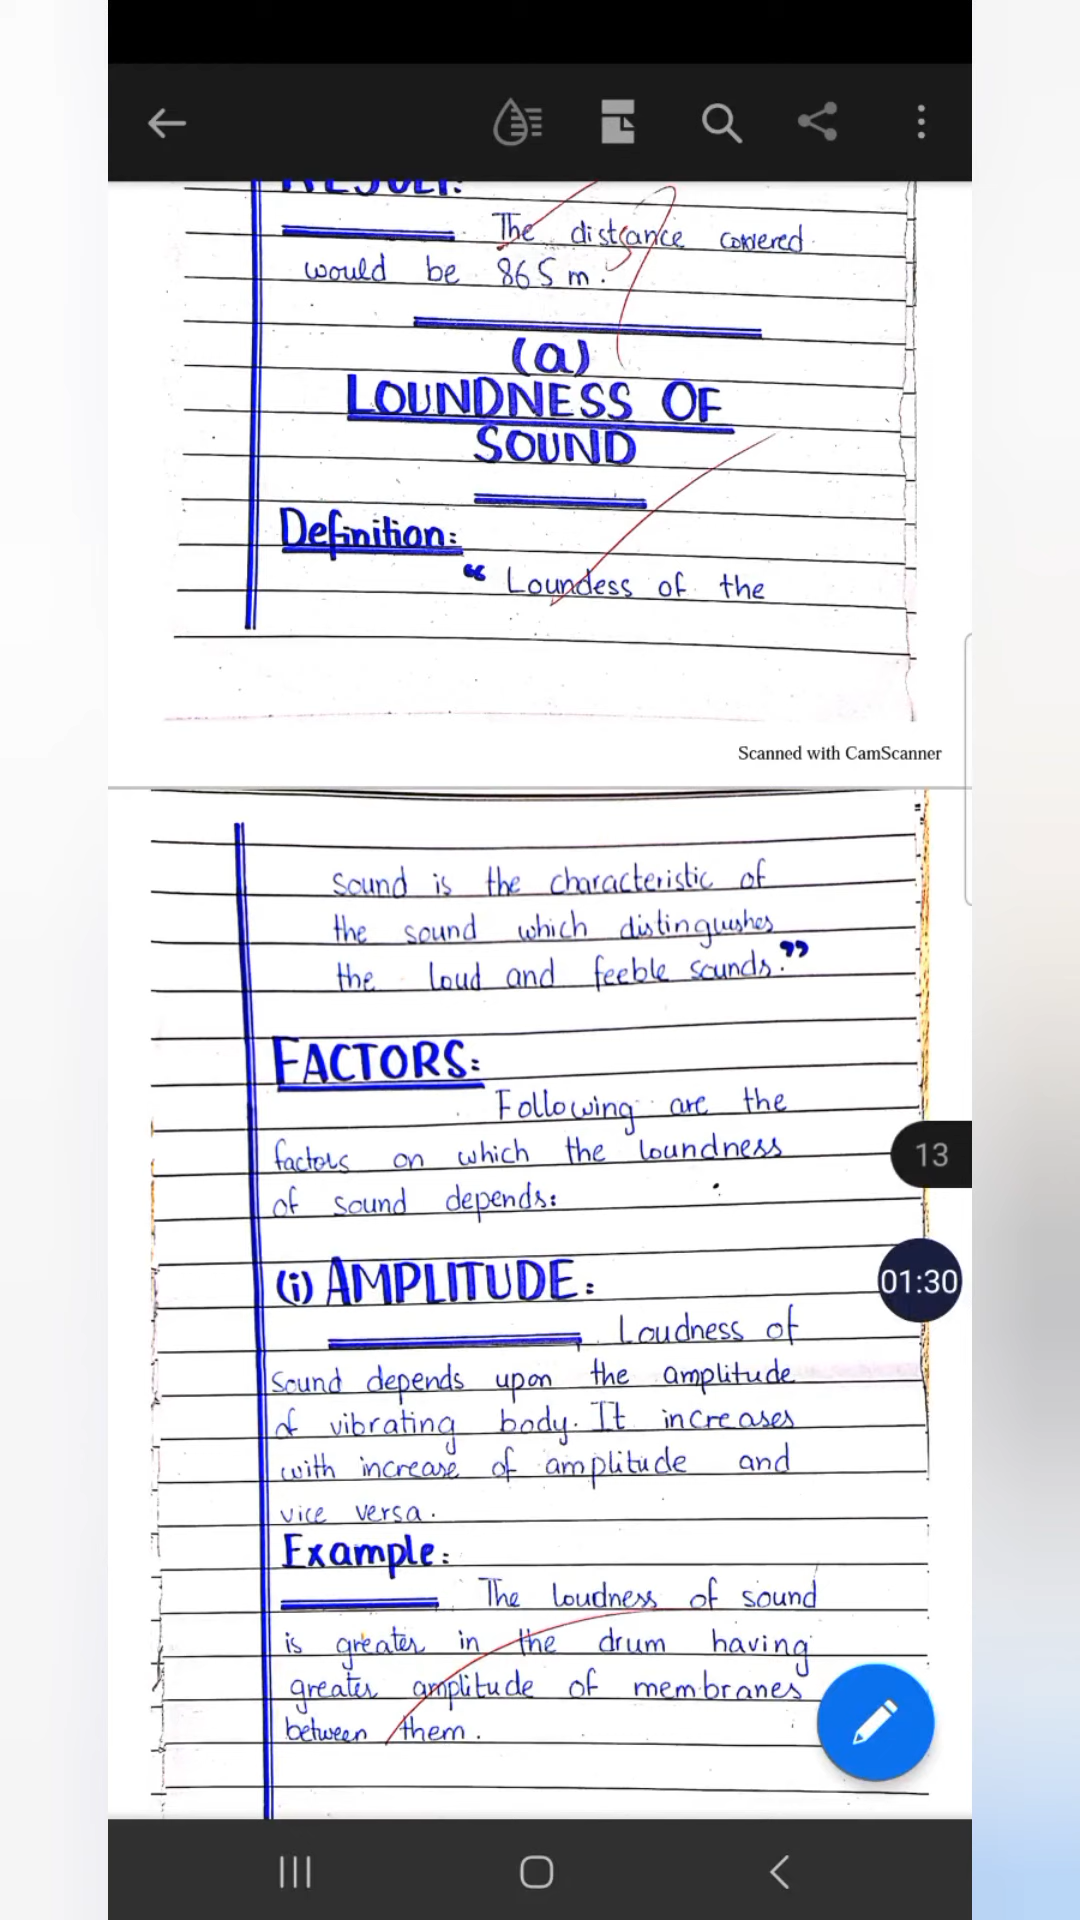 RESULT:
The distance covered
would be 865 m.
(a)
LOUNDNESS OF
SOUND
Definition:
“ Loundess of the
Scanned with CamScanner
sound is the characteristic of
the sound which distinguishes
the loud and feeble sounds.”
FACTORS:
Following are the
factors on which the loundness
of sound depends:
13
(i) AMPLITUDE:
01:30
Loudness of
sound depends upon the amplitude
of vibrating body. It increases
with increase of amplitude and
vice versa.
Example:
The loudness of sound
is greater in the drum having
greater amplitude of membranes
between them.